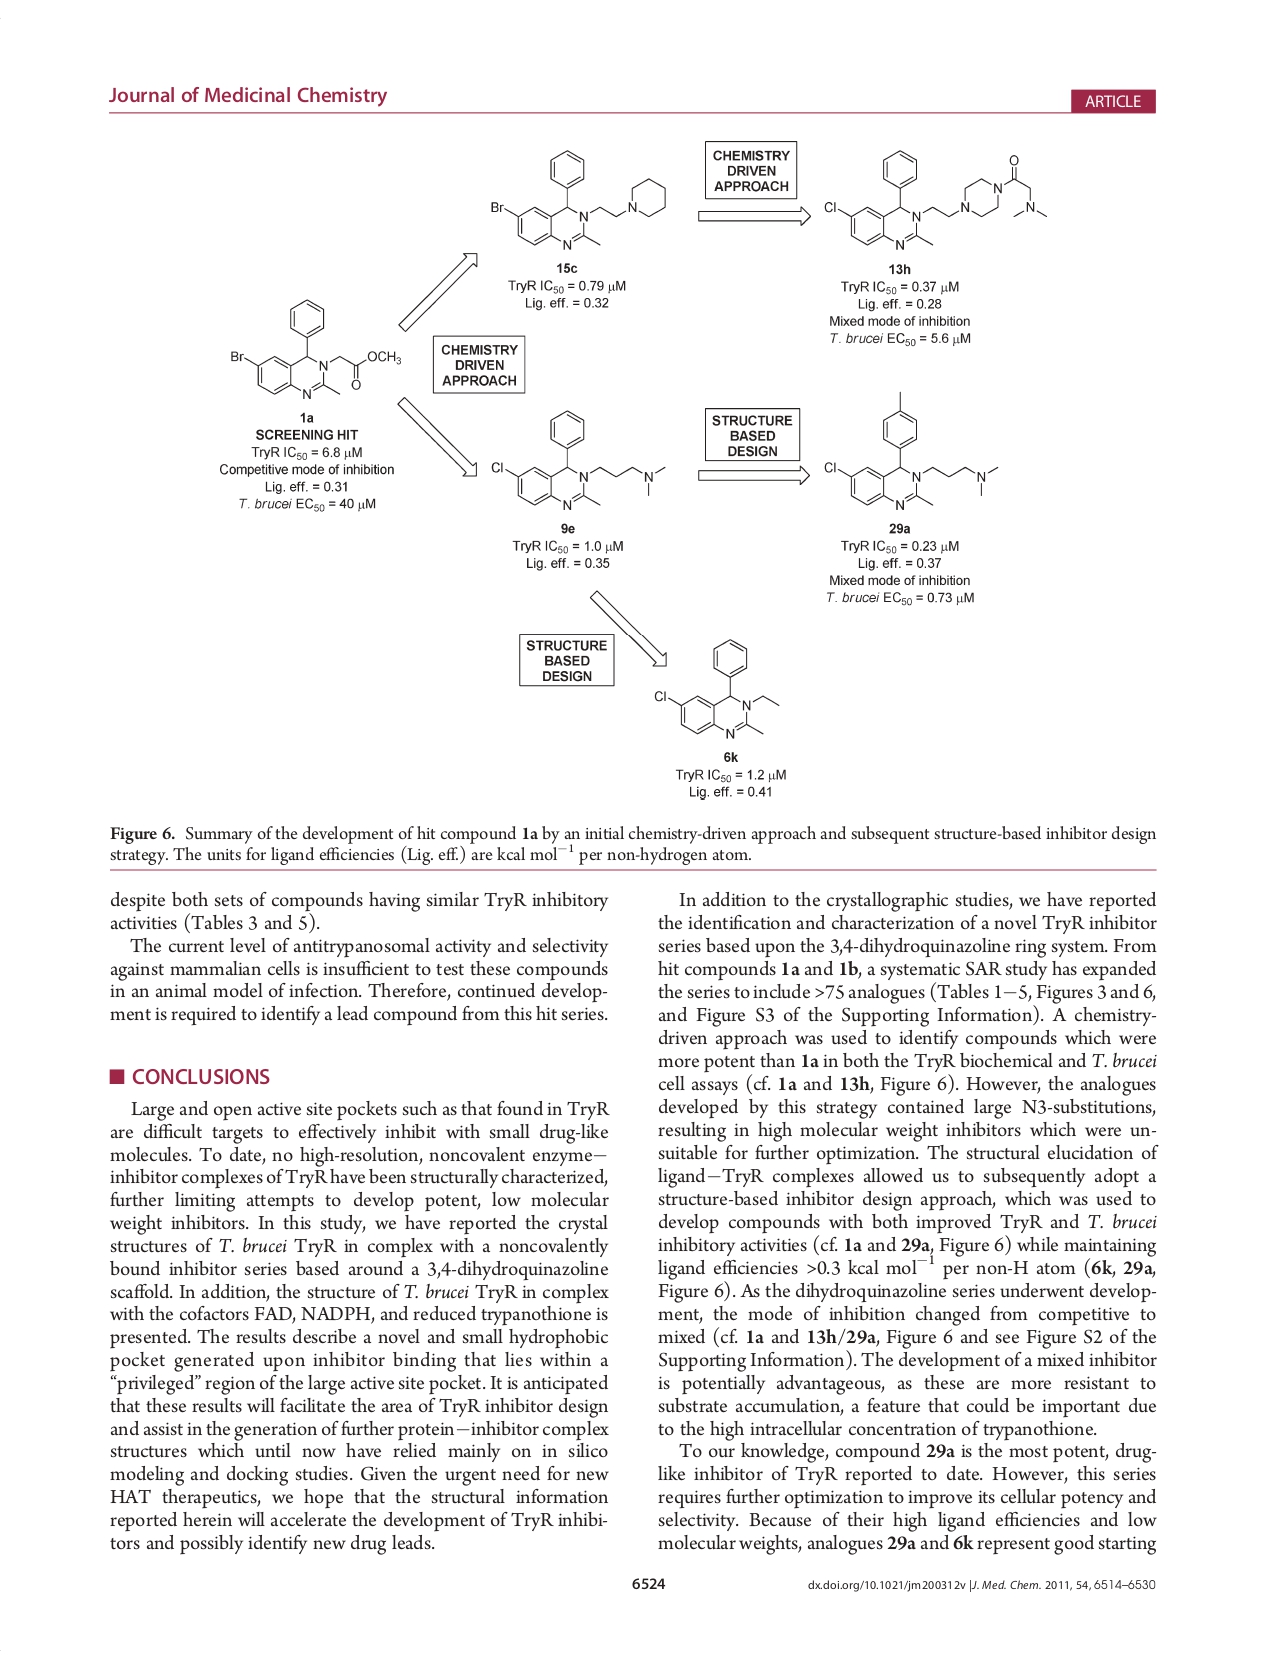 Journal of Medicinal Chemistry
ARTICLE
CHEMISTRY
DRIVEN
APPROACH
Br
N
N
N
15c
TryR IC50 = 0.79 μM
Lig. eff. = 0.32
Cl
N
N
N
N
O
N
13h
TryR IC50 = 0.37 μM
Lig. eff. = 0.28
Mixed mode of inhibition
T. brucei EC50 = 5.6 μM
Br
N
N
O
OCH3
1a
SCREENING HIT
TryR IC50 = 6.8 μM
Competitive mode of inhibition
Lig. eff. = 0.31
T. brucei EC50 = 40 μM
CHEMISTRY
DRIVEN
APPROACH
Cl
N
N
N
9e
TryR IC50 = 1.0 μM
Lig. eff. = 0.35
STRUCTURE
BASED
DESIGN
Cl
N
N
N
29a
TryR IC50 = 0.23 μM
Lig. eff. = 0.37
Mixed mode of inhibition
T. brucei EC50 = 0.73 μM
STRUCTURE
BASED
DESIGN
Cl
N
N
6k
TryR IC50 = 1.2 μM
Lig. eff. = 0.41
Figure 6. Summary of the development of hit compound 1a by an initial chemistry-driven approach and subsequent structure-based inhibitor design
strategy. The units for ligand efficiencies (Lig. eff.) are kcal mol−1 per non-hydrogen atom.
despite both sets of compounds having similar TryR inhibitory
activities (Tables 3 and 5).
The current level of antitrypanosomal activity and selectivity
against mammalian cells is insufficient to test these compounds
in an animal model of infection. Therefore, continued develop-
ment is required to identify a lead compound from this hit series.
■ CONCLUSIONS
Large and open active site pockets such as that found in TryR
are difficult targets to effectively inhibit with small drug-like
molecules. To date, no high-resolution, noncovalent enzyme−
inhibitor complexes of TryR have been structurally characterized,
further limiting attempts to develop potent, low molecular
weight inhibitors. In this study, we have reported the crystal
structures of T. brucei TryR in complex with a noncovalently
bound inhibitor series based around a 3,4-dihydroquinazoline
scaffold. In addition, the structure of T. brucei TryR in complex
with the cofactors FAD, NADPH, and reduced trypanothione is
presented. The results describe a novel and small hydrophobic
pocket generated upon inhibitor binding that lies within a
“privileged” region of the large active site pocket. It is anticipated
that these results will facilitate the area of TryR inhibitor design
and assist in the generation of further protein−inhibitor complex
structures which until now have relied mainly on in silico
modeling and docking studies. Given the urgent need for new
HAT therapeutics, we hope that the structural information
reported herein will accelerate the development of TryR inhibi-
tors and possibly identify new drug leads.
In addition to the crystallographic studies, we have reported
the identification and characterization of a novel TryR inhibitor
series based upon the 3,4-dihydroquinazoline ring system. From
hit compounds 1a and 1b, a systematic SAR study has expanded
the series to include >75 analogues (Tables 1−5, Figures 3 and 6,
and Figure S3 of the Supporting Information). A chemistry-
driven approach was used to identify compounds which were
more potent than 1a in both the TryR biochemical and T. brucei
cell assays (cf. 1a and 13h, Figure 6). However, the analogues
developed by this strategy contained large N3-substitutions,
resulting in high molecular weight inhibitors which were un-
suitable for further optimization. The structural elucidation of
ligand−TryR complexes allowed us to subsequently adopt a
structure-based inhibitor design approach, which was used to
develop compounds with both improved TryR and T. brucei
inhibitory activities (cf. 1a and 29a, Figure 6) while maintaining
ligand efficiencies >0.3 kcal mol−1 per non-H atom (6k, 29a,
Figure 6). As the dihydroquinazoline series underwent develop-
ment, the mode of inhibition changed from competitive to
mixed (cf. 1a and 13h/29a, Figure 6 and see Figure S2 of the
Supporting Information). The development of a mixed inhibitor
is potentially advantageous, as these are more resistant to
substrate accumulation, a feature that could be important due
to the high intracellular concentration of trypanothione.
To our knowledge, compound 29a is the most potent, drug-
like inhibitor of TryR reported to date. However, this series
requires further optimization to improve its cellular potency and
selectivity. Because of their high ligand efficiencies and low
molecular weights, analogues 29a and 6k represent good starting
6524
dx.doi.org/10.1021/jm200312v |J. Med. Chem. 2011, 54, 6514–6530